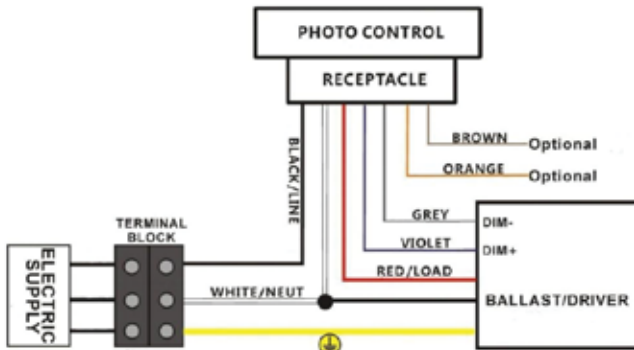 PHOTO CONTROL
RECEPTACLE
BLACK/LINE
BROWN
Optional
ORANGE
Optional
GREY
DIM-
VIOLET
DIM+
RED/LOAD
TERMINAL
BLOCK
ELECTRIC
SUPPLY
WHITE/NEUT
BALLAST/DRIVER